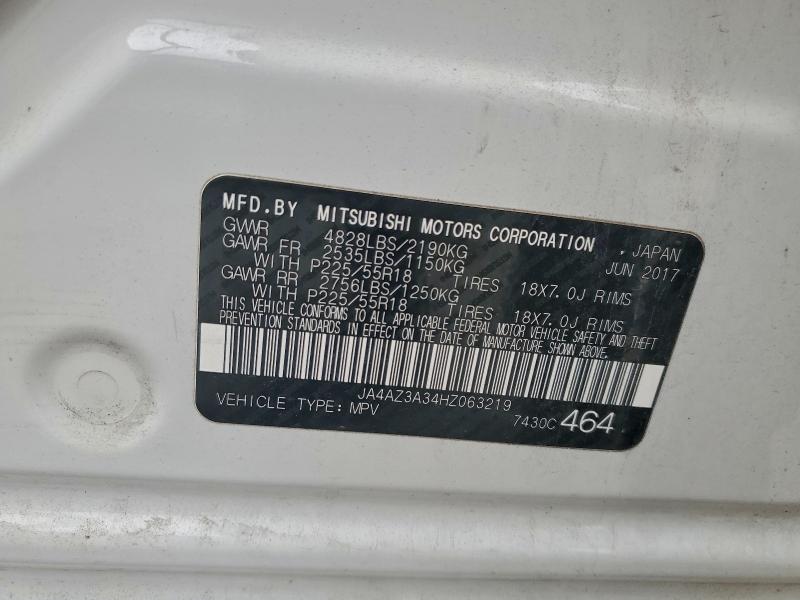 MFD.BY MITSUBISHI MOTORS CORPORATION , JAPAN
GVWR 4828LBS/2190KG JUN 2017
GAWR FR 2535LBS/1150KG
WITH P225/55R18 TIRES 18X7.0J RIMS
GAWR RR 2756LBS/1250KG
WITH P225/55R18 TIRES 18X7.0J RIMS
THIS VEHICLE CONFORMS TO ALL APPLICABLE FEDERAL MOTOR VEHICLE SAFETY AND THEFT
PREVENTION STANDARDS IN EFFECT ON THE DATE OF MANUFACTURE SHOWN ABOVE.
JA4AZ3A34HZ063219
VEHICLE TYPE:MPV 7430C 464